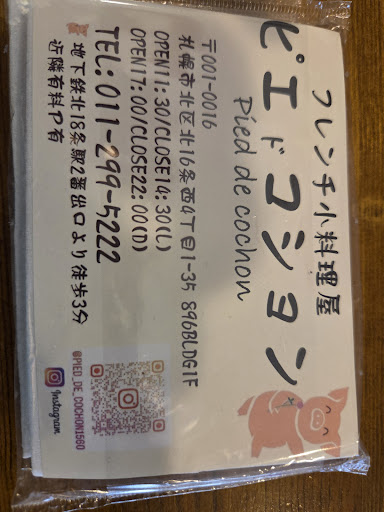 フレンチ小料理屋
ピエドコション
Pied de cochon
〒001-0016
札幌市北区北16条西4丁目1-35 896BLDG1F
OPEN11:30/CLOSE14:30(L)
OPEN17:00/CLOSE22:00(D)
TEL:011-299-5222
地下鉄北18条駅2番出口より徒歩3分
近隣有料P有
@PIED_DE_COCHON1580
Instagram